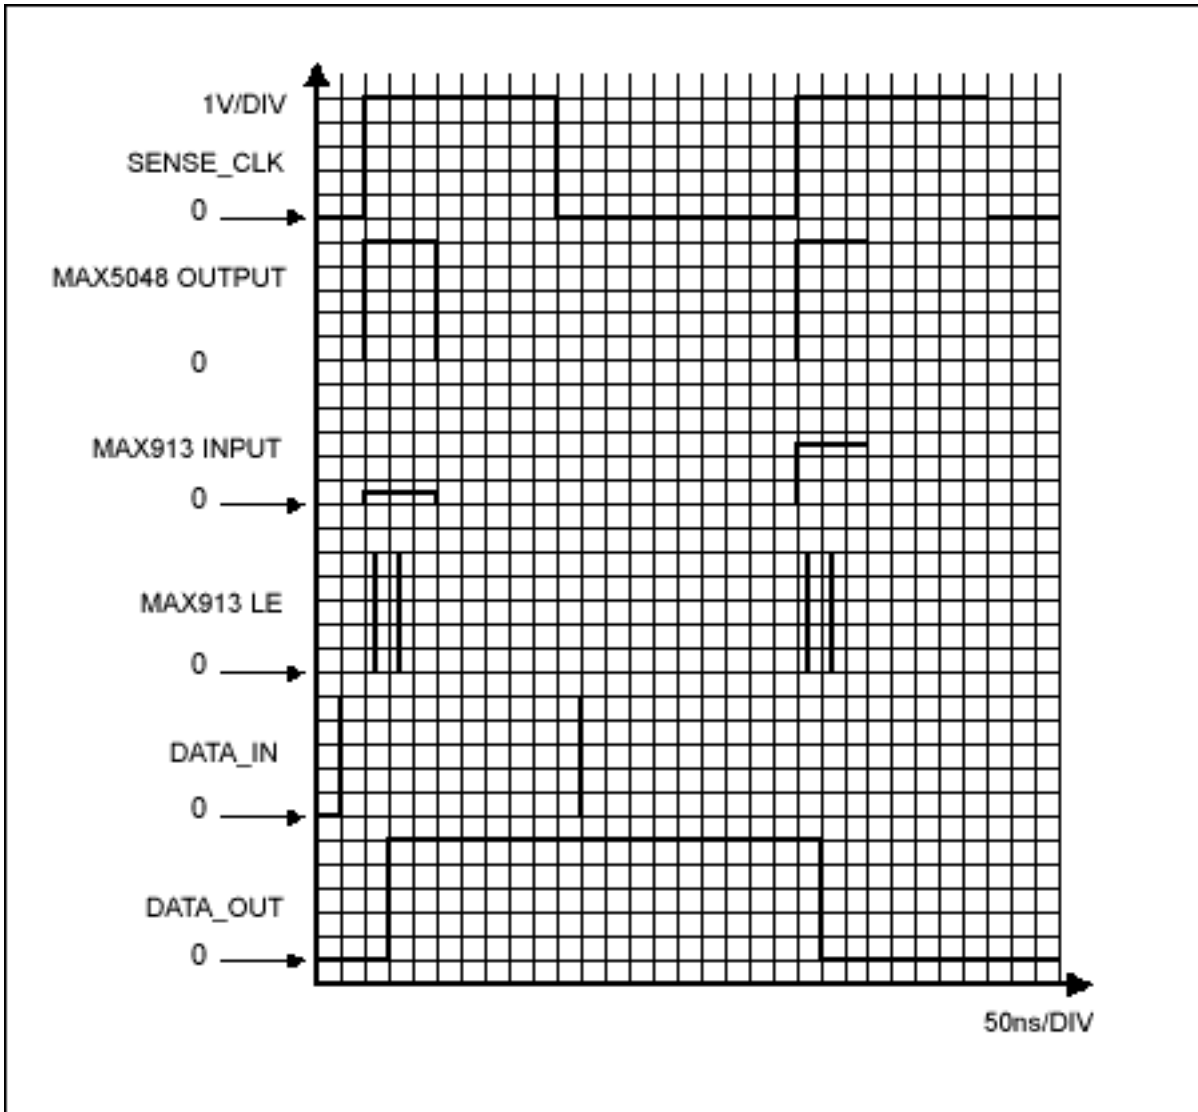 1V/DIV
SENSE_CLK
0
MAX5048 OUTPUT
0
MAX913 INPUT
0
MAX913 LE
0
DATA_IN
0
DATA_OUT
0
50ns/DIV